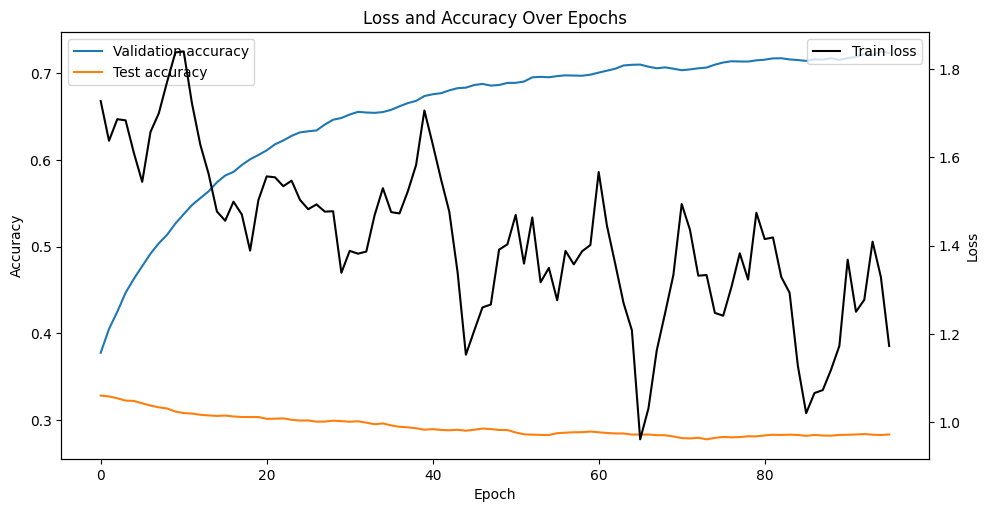 Loss and Accuracy Over Epochs
Validation accuracy
Test accuracy
Train loss
0.7
0.6
0.5
0.4
0.3
Accuracy
1.8
1.6
1.4
1.2
1.0
Loss
0
20
40
60
80
Epoch